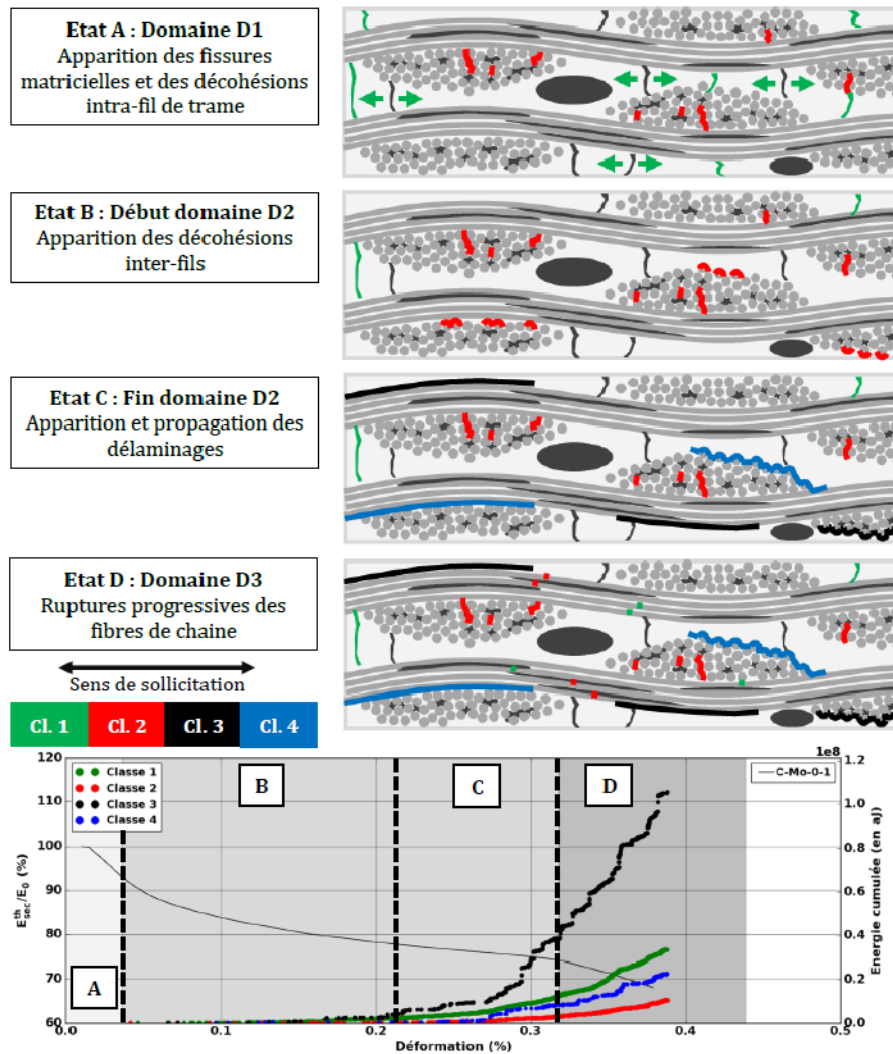 Etat A : Domaine D1
Apparition des fissures
matricielles et des décohésions
intra-fil de trame
Etat B : Début domaine D2
Apparition des décohésions
inter-fils
Etat C : Fin domaine D2
Apparition et propagation des
délaminages
Etat D : Domaine D3
Ruptures progressives des
fibres de chaine
Sens de sollicitation
Cl. 1 Cl. 2 Cl. 3 Cl. 4
120
110
100
90
80
70
60
E_sec^th/E_0 (%)
Classe 1
Classe 2
Classe 3
Classe 4
A
B
C
D
C-Mo-0-1
1e8
1.2
1.0
0.8
0.6
0.4
0.2
0.0
Energie cumulée (en aJ)
0.0 0.1 0.2 0.3 0.4 0.5
Déformation (%)